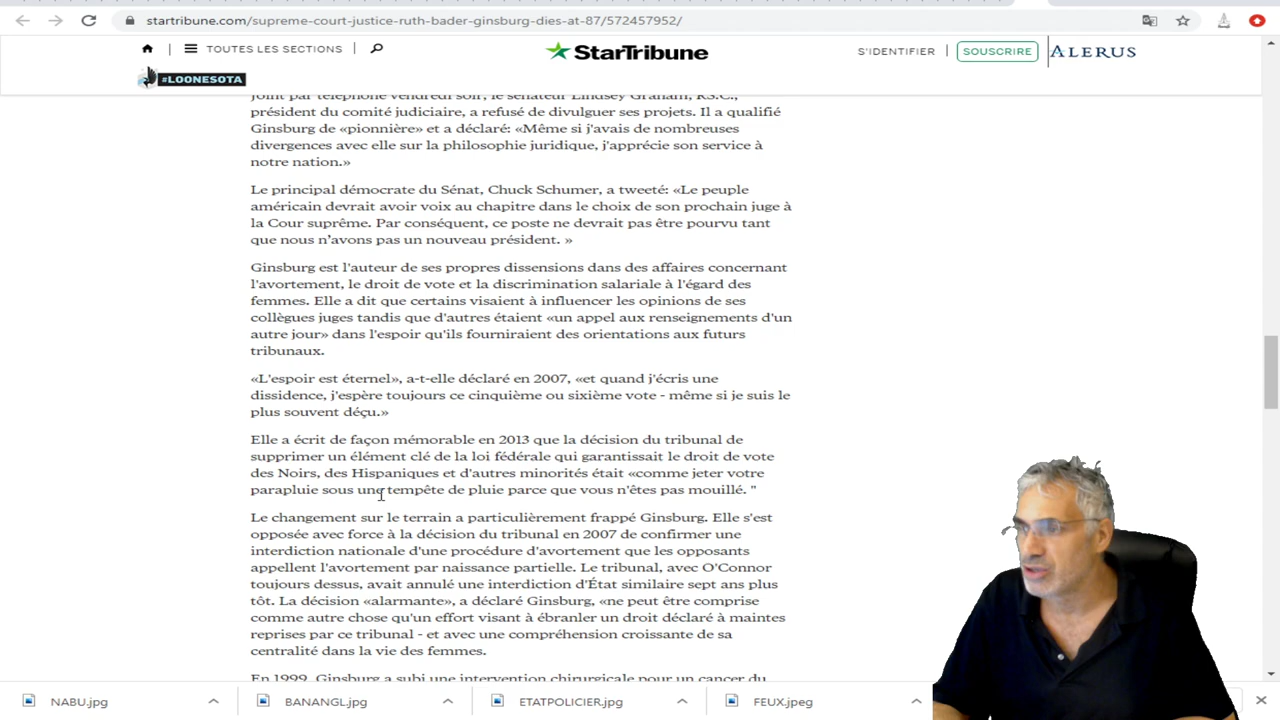 startribune.com/supreme-court-justice-ruth-bader-ginsburg-dies-at-87/572457952/
TOUTES LES SECTIONS
StarTribune
S'IDENTIFIER
SOUSCRIRE
ALERUS
#LOONESOTA
joint par téléphone vendredi soir, le sénateur Lindsey Graham, RS.C.,
président du comité judiciaire, a refusé de divulguer ses projets. Il a qualifié
Ginsburg de «pionnière» et a déclaré: «Même si j'avais de nombreuses
divergences avec elle sur la philosophie juridique, j'apprécie son service à
notre nation.»
Le principal démocrate du Sénat, Chuck Schumer, a tweeté: «Le peuple
américain devrait avoir voix au chapitre dans le choix de son prochain juge à
la Cour suprême. Par conséquent, ce poste ne devrait pas être pourvu tant
que nous n'avons pas un nouveau président. »
Ginsburg est l'auteur de ses propres dissensions dans des affaires concernant
l'avortement, le droit de vote et la discrimination salariale à l'égard des
femmes. Elle a dit que certains visaient à influencer les opinions de ses
collègues juges tandis que d'autres étaient «un appel aux renseignements d'un
autre jour» dans l'espoir qu'ils fourniraient des orientations aux futurs
tribunaux.
«L'espoir est éternel», a-t-elle déclaré en 2007, «et quand j'écris une
dissidence, j'espère toujours ce cinquième ou sixième vote - même si je suis le
plus souvent déçu.»
Elle a écrit de façon mémorable en 2013 que la décision du tribunal de
supprimer un élément clé de la loi fédérale qui garantissait le droit de vote
des Noirs, des Hispaniques et d'autres minorités était «comme jeter votre
parapluie sous une tempête de pluie parce que vous n'êtes pas mouillé. "
Le changement sur le terrain a particulièrement frappé Ginsburg. Elle s'est
opposée avec force à la décision du tribunal en 2007 de confirmer une
interdiction nationale d'une procédure d'avortement que les opposants
appellent l'avortement par naissance partielle. Le tribunal, avec O'Connor
toujours dessus, avait annulé une interdiction d'État similaire sept ans plus
tôt. La décision «alarmante», a déclaré Ginsburg, «ne peut être comprise
comme autre chose qu'un effort visant à ébranler un droit déclaré à maintes
reprises par ce tribunal - et avec une compréhension croissante de sa
centralité dans la vie des femmes.
En 1999, Ginsburg a subi une intervention chirurgicale pour un cancer du
NABU.jpg
BANANGL.jpg
ETATPOLICIER.jpg
FEUX.jpeg